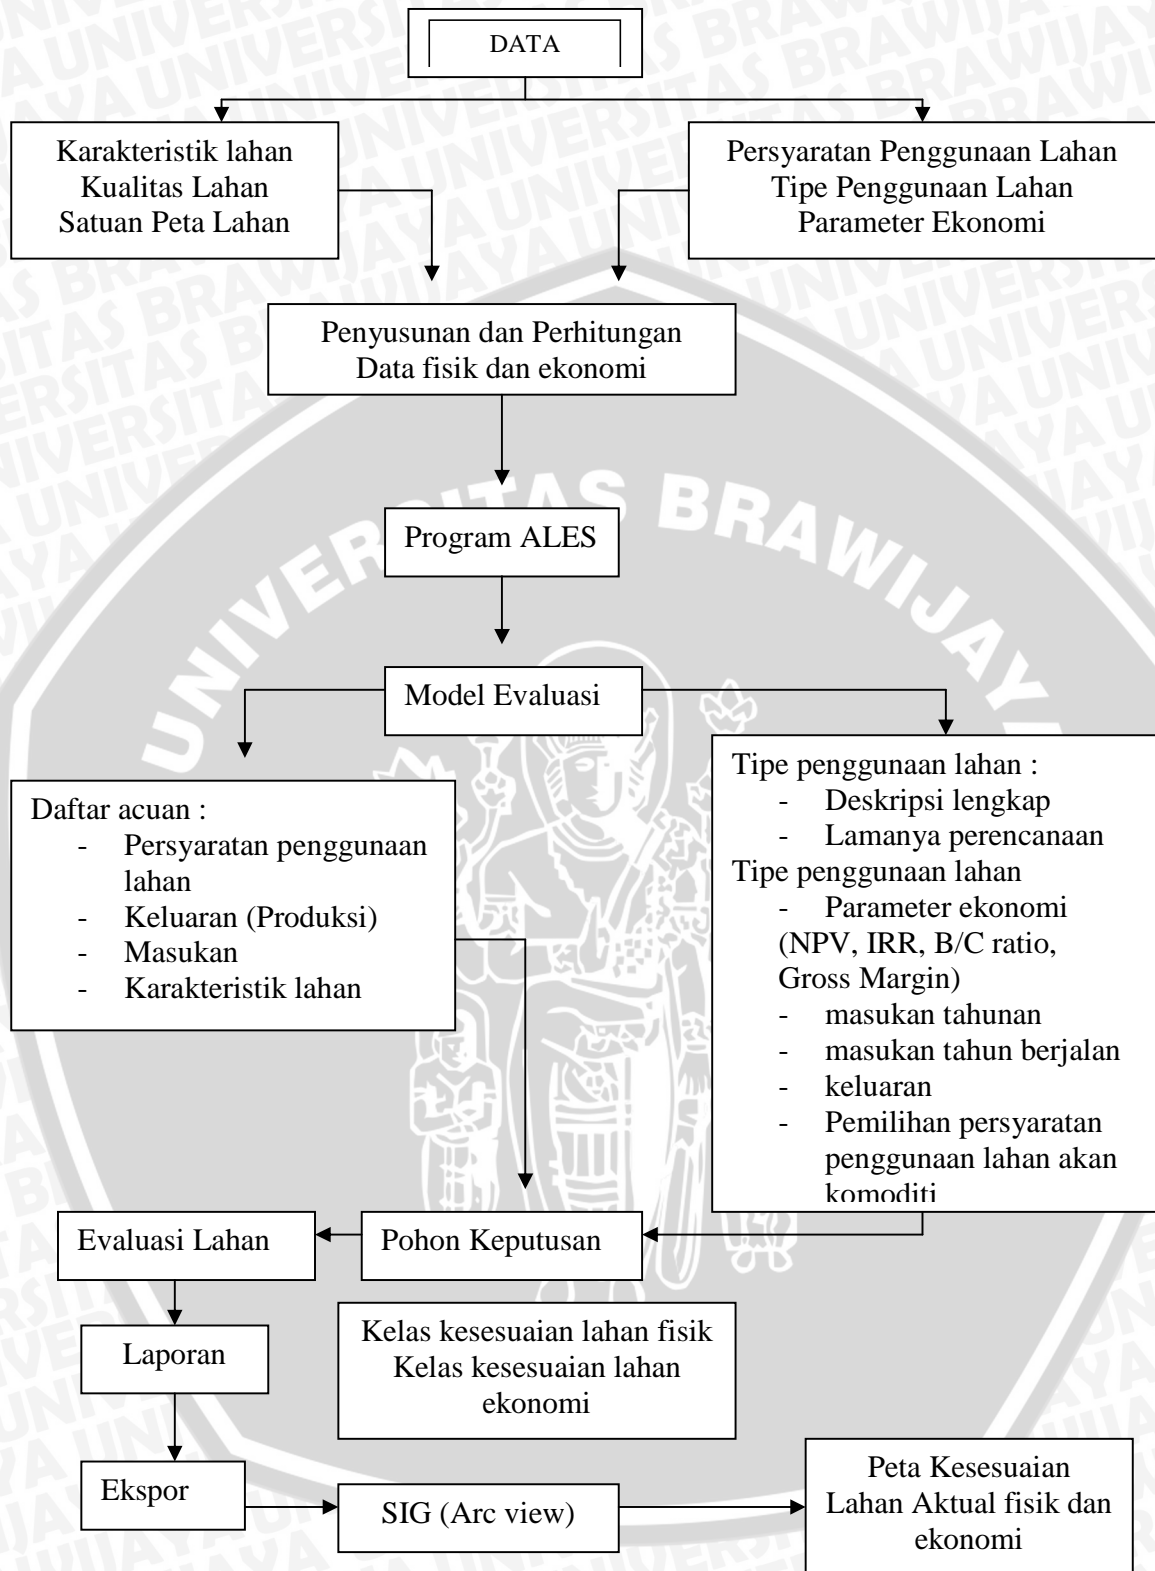 DATA
Karakteristik lahan
Kualitas Lahan
Satuan Peta Lahan
Persyaratan Penggunaan Lahan
Tipe Penggunaan Lahan
Parameter Ekonomi
Penyusunan dan Perhitungan
Data fisik dan ekonomi
Program ALES
Model Evaluasi
Daftar acuan :
- Persyaratan penggunaan
lahan
- Keluaran (Produksi)
- Masukan
- Karakteristik lahan
Tipe penggunaan lahan :
- Deskripsi lengkap
- Lamanya perencanaan
Tipe penggunaan lahan
- Parameter ekonomi
(NPV, IRR, B/C ratio,
Gross Margin)
- masukan tahunan
- masukan tahun berjalan
- keluaran
- Pemilihan persyaratan
penggunaan lahan akan
komoditi
Evaluasi Lahan
Pohon Keputusan
Laporan
Kelas kesesuaian lahan fisik
Kelas kesesuaian lahan
ekonomi
Ekspor
SIG (Arc view)
Peta Kesesuaian
Lahan Aktual fisik dan
ekonomi
UNIVERSITAS BRAWIJAYA